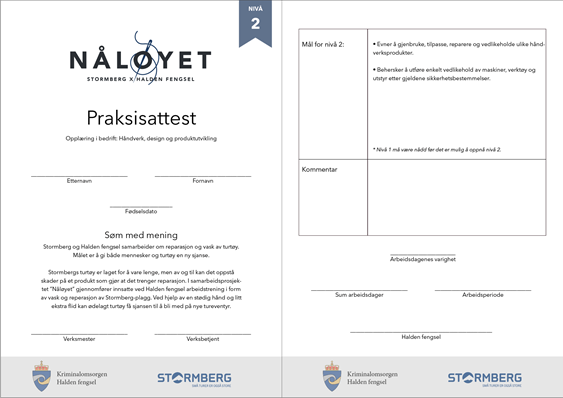 NIVÅ
2
NÅLØYET
STORMBERG X HALDEN FENGSEL
Praksisattest
Opplæring i bedrift: Håndverk, design og produktutvikling
Etternavn
Fornavn
Fødselsdato
Søm med mening
Stormberg og Halden fengsel samarbeider om reparasjon og vask av turtøy.
Målet er å gi både mennesker og turtøy en ny sjanse.
Stormbergs turtøy er laget for å vare lenge, men av og til kan det oppstå
skader på et produkt som gjør at det trenger reparasjon. I samarbeidsprosjek-
tet "Nåløyet" gjennomfører innsatte ved Halden fengsel arbeidstrening i form
av vask og reparasjon av Stormberg-plagg. Ved hjelp av en stødig hånd og litt
ekstra flid kan ødelagt turtøy få sjansen til å bli med på nye tureventyr.
Verksmester
Verksbetjent
Kriminalomsorgen
Halden fengsel
STORMBERG
Mål for nivå 2:
• Evner å gjenbruke, tilpasse, reparere og vedlikeholde ulike hånd-
verksprodukter.
• Behersker å utføre enkelt vedlikehold av maskiner, verktøy og
utstyr etter gjeldene sikkerhetsbestemmelser.
* Nivå 1 må være nådd før det er mulig å oppnå nivå 2.
Kommentar
Arbeidsdagenes varighet
Sum arbeidsdager
Arbeidsperiode
Halden fengsel
Kriminalomsorgen
Halden fengsel
STORMBERG